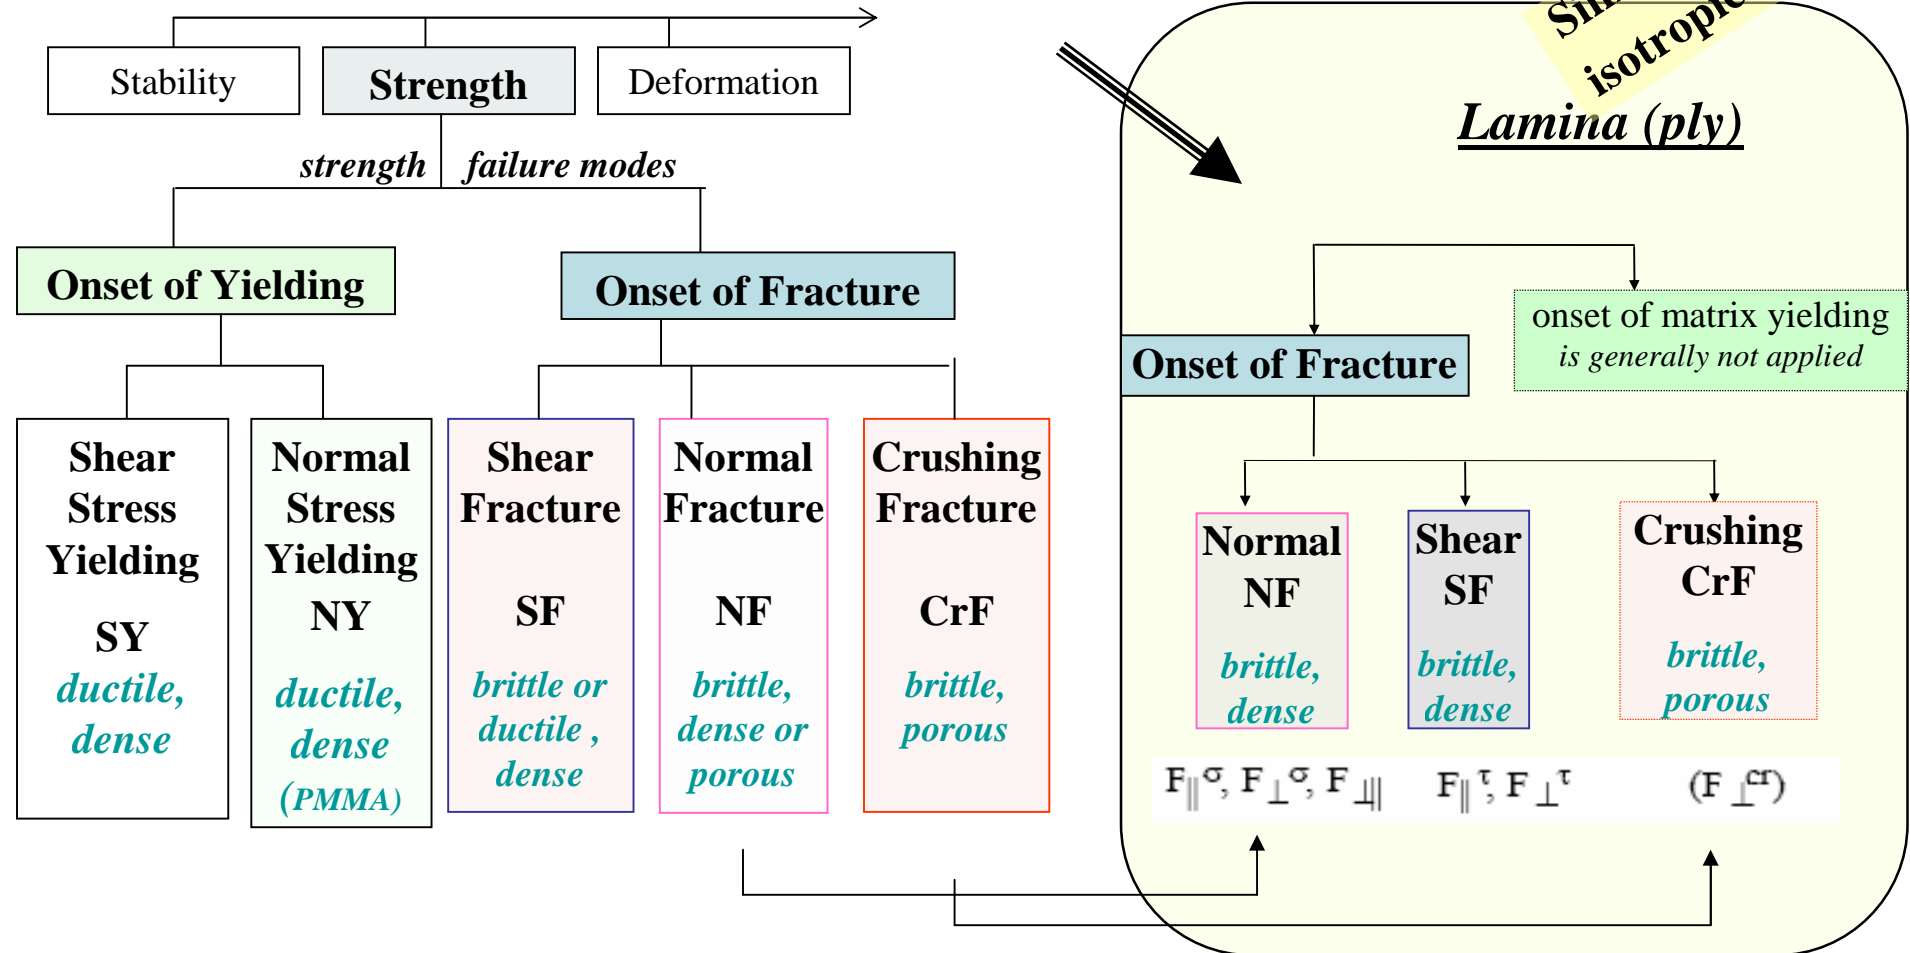 Stability
Strength
Deformation
strength failure modes
Onset of Yielding
Onset of Fracture
Shear
Stress
Yielding
SY
ductile,
dense
Normal
Stress
Yielding
NY
ductile,
dense
(PMMA)
Shear
Fracture
SF
brittle or
ductile ,
dense
Normal
Fracture
NF
brittle,
dense or
porous
Crushing
Fracture
CrF
brittle,
porous
isotropic
Lamina (ply)
onset of matrix yielding
is generally not applied
Onset of Fracture
Normal
NF
brittle,
dense
Shear
SF
brittle,
dense
Crushing
CrF
brittle,
porous
F∥σ, F⊥σ, F⊥∥
F∥τ, F⊥τ
(F⊥cr)